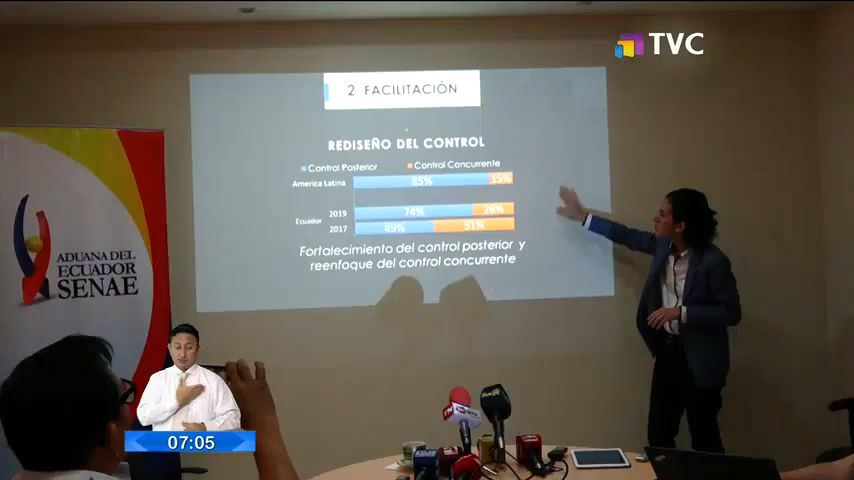 TVC
2 FACILITACIÓN
REDISEÑO DEL CONTROL
Control Posterior Control Concurrente
America Latina 85% 15%
Ecuador
2019 74% 26%
2017 49% 51%
Fortalecimiento del control posterior y
reenfoque del control concurrente
ADUANA DEL
ECUADOR
SENAE
07:05